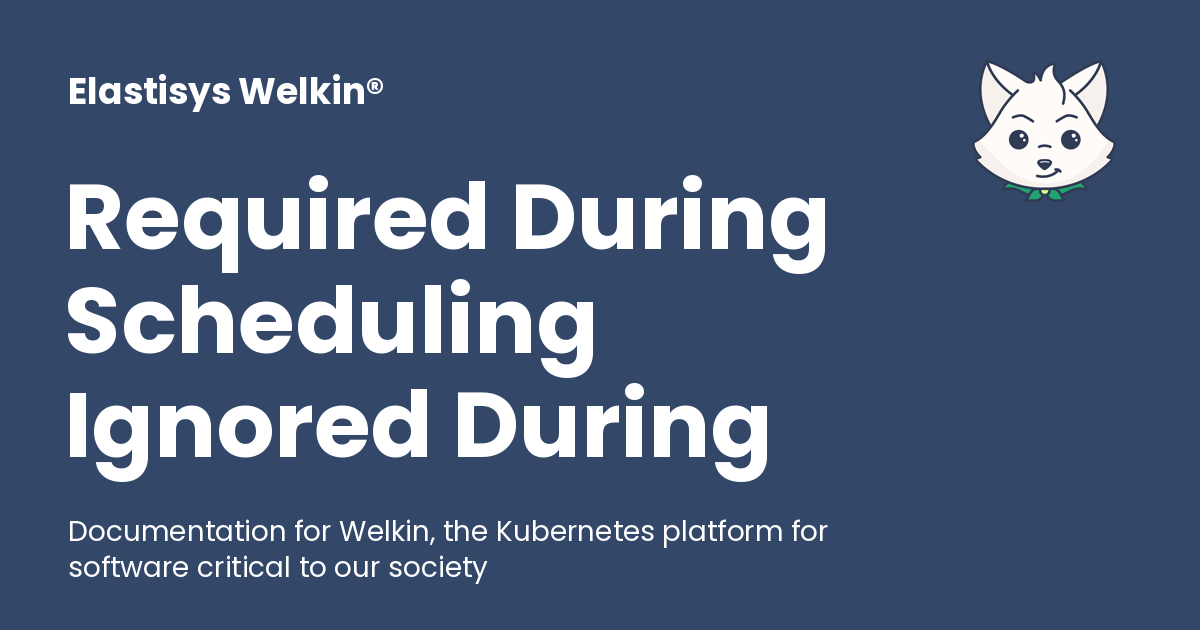 Elastisys Welkin®
Required During
Scheduling
Ignored During
Documentation for Welkin, the Kubernetes platform for
software critical to our society